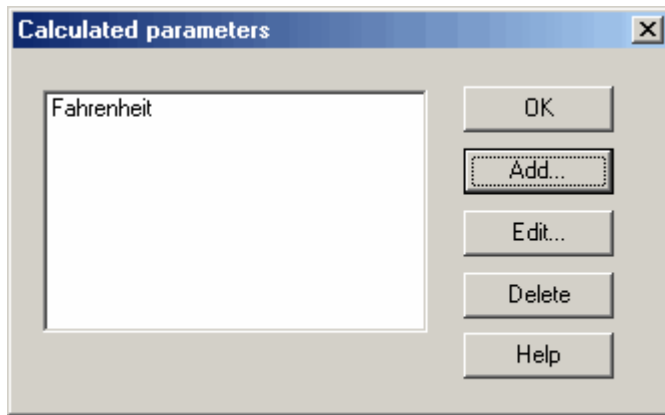 Calculated parameters
Fahrenheit
OK
Add...
Edit...
Delete
Help